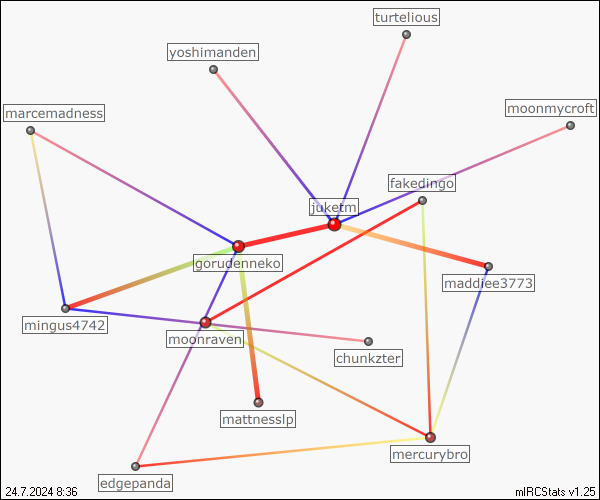 turtelious
yoshimanden
marcemadness
moonmycroft
fakedingo
juketm
gorudenneko
maddiee3773
mingus4742
moonraven
chunkzter
mattnesslp
mercurybro
edgepanda
24.7.2024 8:36
mIRCStats v1.25